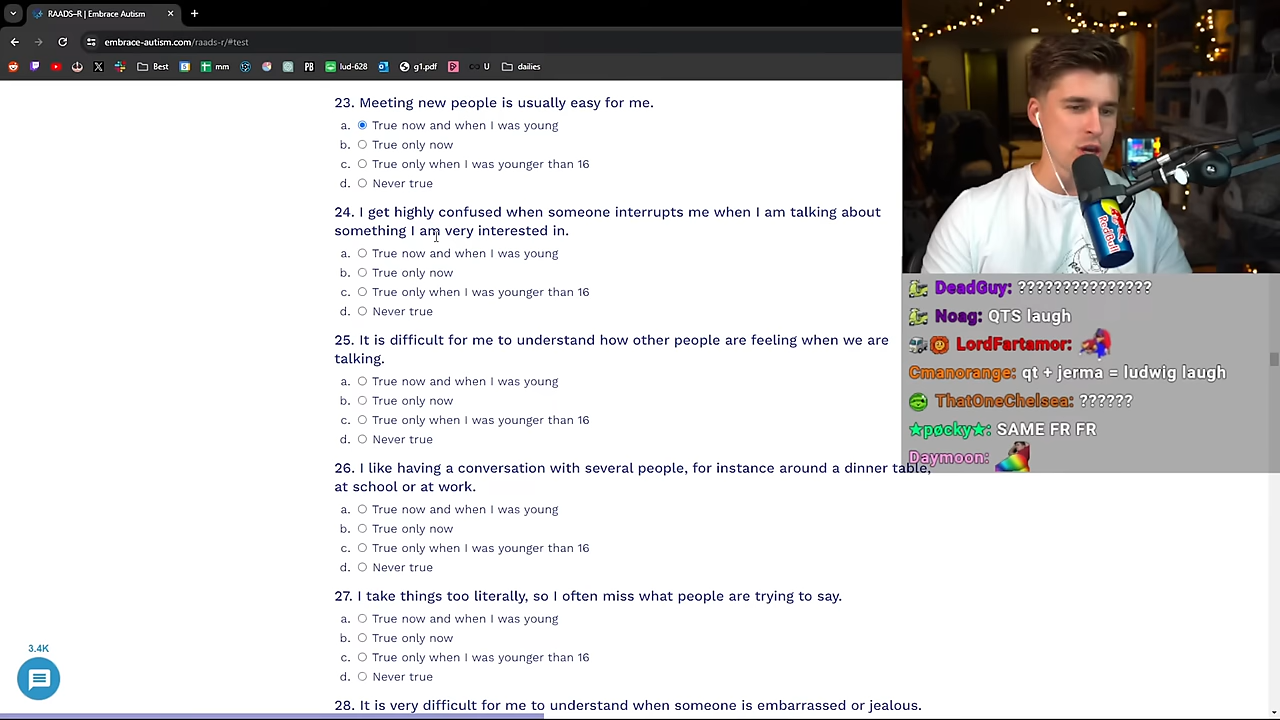 RAADS–R | Embrace Autism
embrace-autism.com/raads-r/#test
Best
mm
PB
lud-628
g1.pdf
U
dailies
23. Meeting new people is usually easy for me.
a. True now and when I was young
b. True only now
c. True only when I was younger than 16
d. Never true
24. I get highly confused when someone interrupts me when I am talking about
something I am very interested in.
a. True now and when I was young
b. True only now
c. True only when I was younger than 16
d. Never true
25. It is difficult for me to understand how other people are feeling when we are
talking.
a. True now and when I was young
b. True only now
c. True only when I was younger than 16
d. Never true
26. I like having a conversation with several people, for instance around a dinner table,
at school or at work.
a. True now and when I was young
b. True only now
c. True only when I was younger than 16
d. Never true
27. I take things too literally, so I often miss what people are trying to say.
a. True now and when I was young
b. True only now
c. True only when I was younger than 16
d. Never true
28. It is very difficult for me to understand when someone is embarrassed or jealous.
3.4K
RedBull
DeadGuy: ???????????????
Noag: QTS laugh
LordFartamor:
Cmanorange: qt + jerma = ludwig laugh
ThatOneChelsea: ??????
★pøcky★: SAME FR FR
Daymoon: